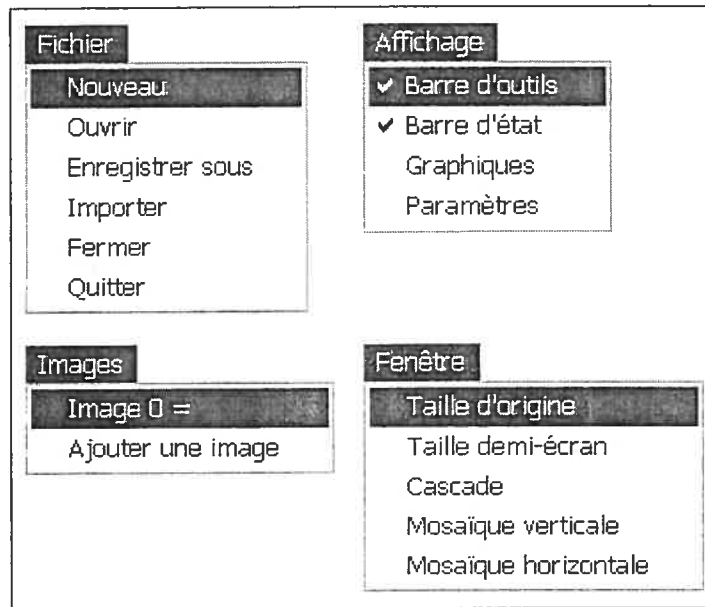 Fichier
Nouveau
Ouvrir
Enregistrer sous
Importer
Fermer
Quitter
Affichage
✔ Barre d'outils
✔ Barre d'état
Graphiques
Paramètres
Images
Image 0 =
Ajouter une image
Fenêtre
Taille d'origine
Taille demi-écran
Cascade
Mosaïque verticale
Mosaïque horizontale